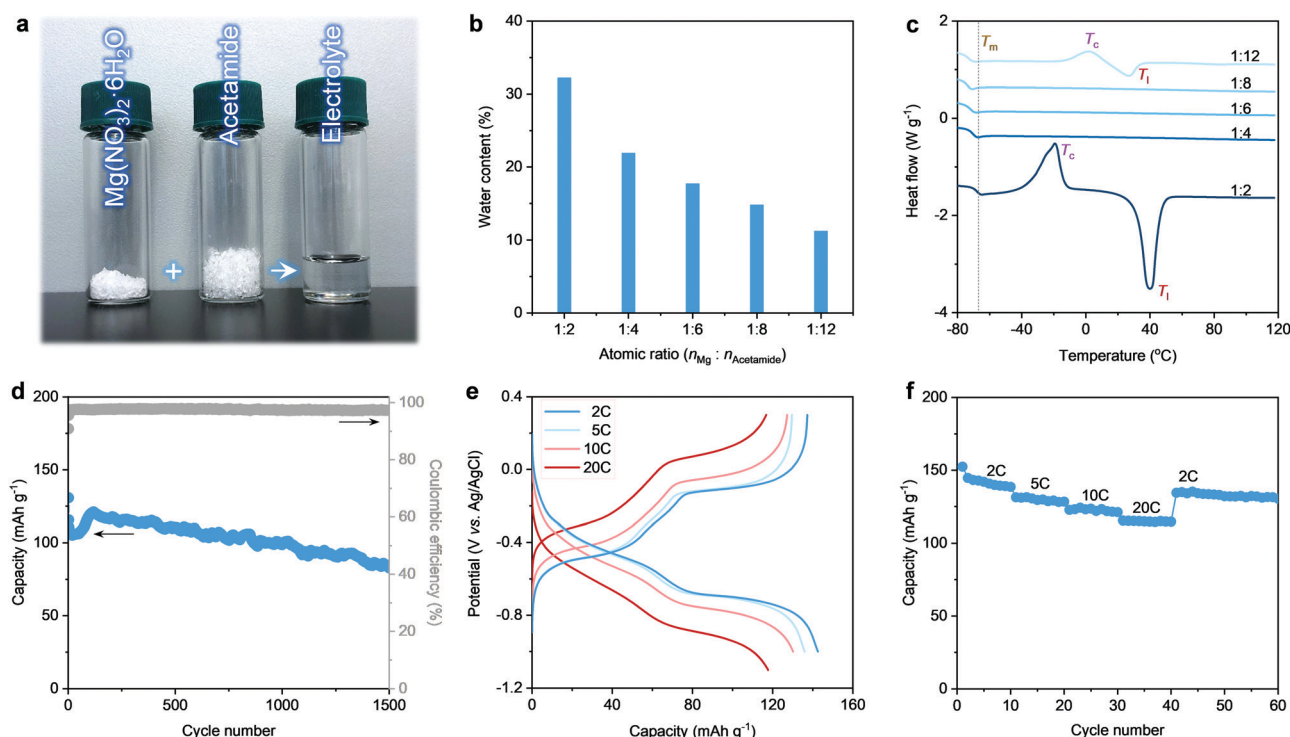 a
Mg(NO₃)₂·6H₂O
Acetamide
Electrolyte
+
→
b
40
30
20
10
0
Water content (%)
1:2 1:4 1:6 1:8 1:12
Atomic ratio (nMg : nAcetamide)
c
Tm
Tc
Tl
1:12
1:8
1:6
1:4
Tc
1:2
Tl
2
0
-2
-4
Heat flow (W g⁻¹)
-80 -40 0 40 80 120
Temperature (°C)
d
200
150
100
50
0
Capacity (mAh g⁻¹)
100
80
60
40
20
0
Coulombic efficiency (%)
0 500 1000 1500
Cycle number
e
0.4
0.0
-0.4
-0.8
-1.2
Potential (V vs. Ag/AgCl)
2C
5C
10C
20C
0 40 80 120 160
Capacity (mAh g⁻¹)
f
200
150
100
50
0
Capacity (mAh g⁻¹)
2C
5C
10C
20C
2C
0 10 20 30 40 50 60
Cycle number